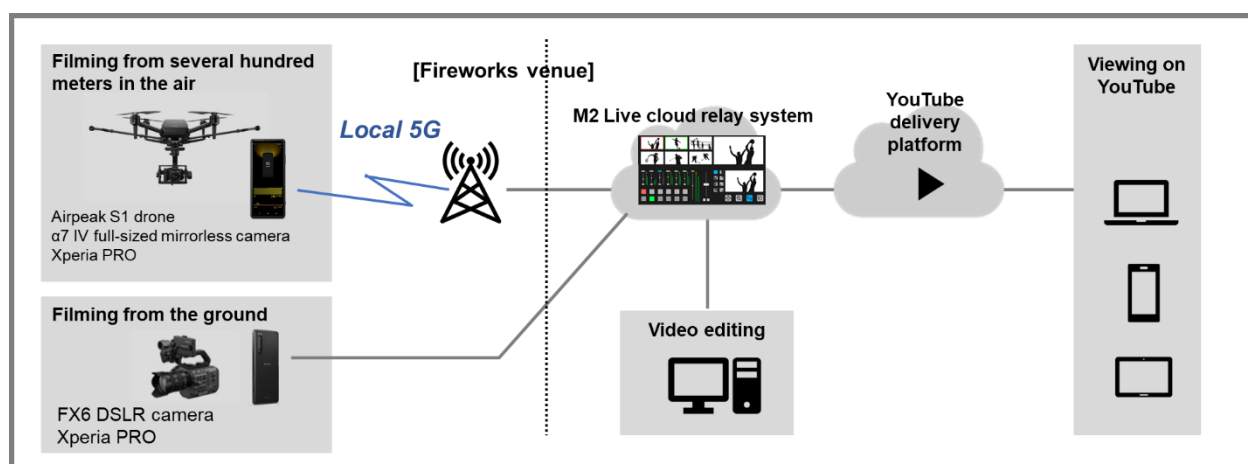 Filming from several hundred
meters in the air
Airpeak S1 drone
α7 IV full-sized mirrorless camera
Xperia PRO
Local 5G
[Fireworks venue]
M2 Live cloud relay system
YouTube
delivery
platform
Viewing on
YouTube
Filming from the ground
FX6 DSLR camera
Xperia PRO
Video editing